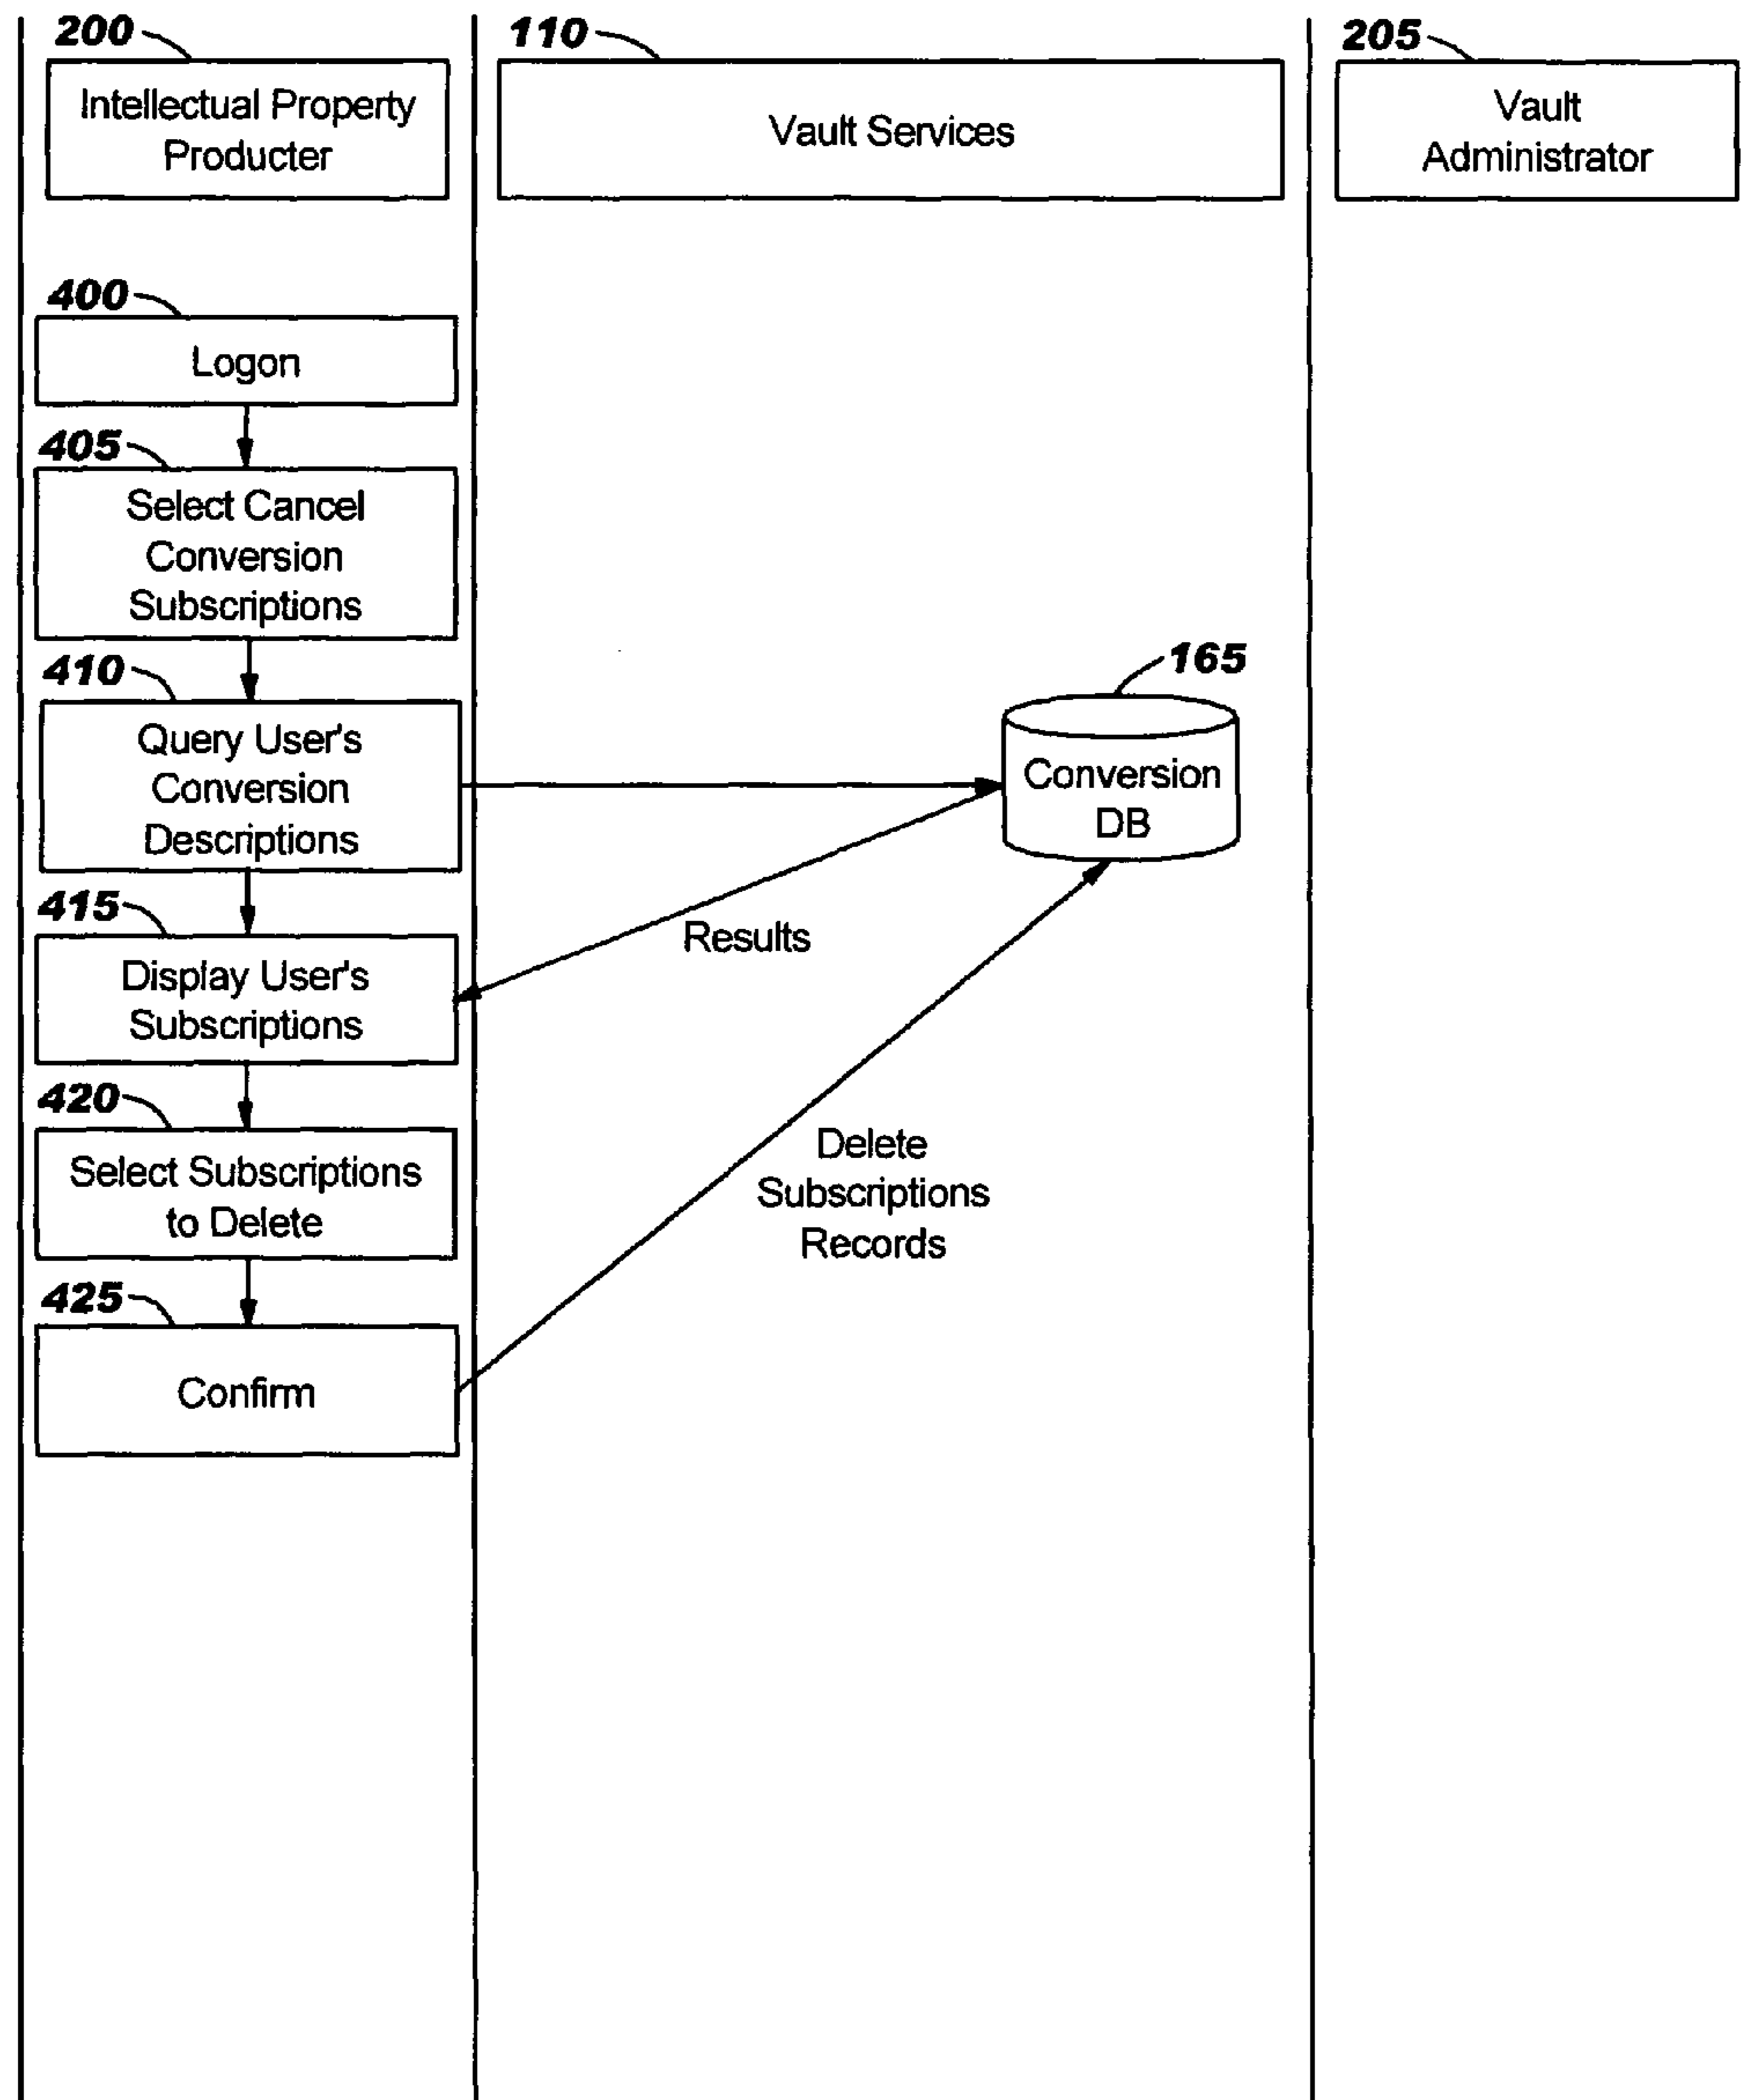 200
Intellectual Property
Producter
110
Vault Services
205
Vault
Administrator
400
Logon
405
Select Cancel
Conversion
Subscriptions
410
Query User's
Conversion
Descriptions
165
Conversion
DB
415
Display User's
Subscriptions
Results
420
Select Subscriptions
to Delete
Delete
Subscriptions
Records
425
Confirm